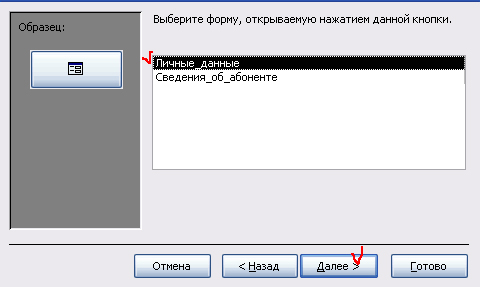 Образец:
Выберите форму, открываемую нажатием данной кнопки.
Личные_данные
Сведения_об_абоненте
Отмена
< Назад
Далее >
Готово